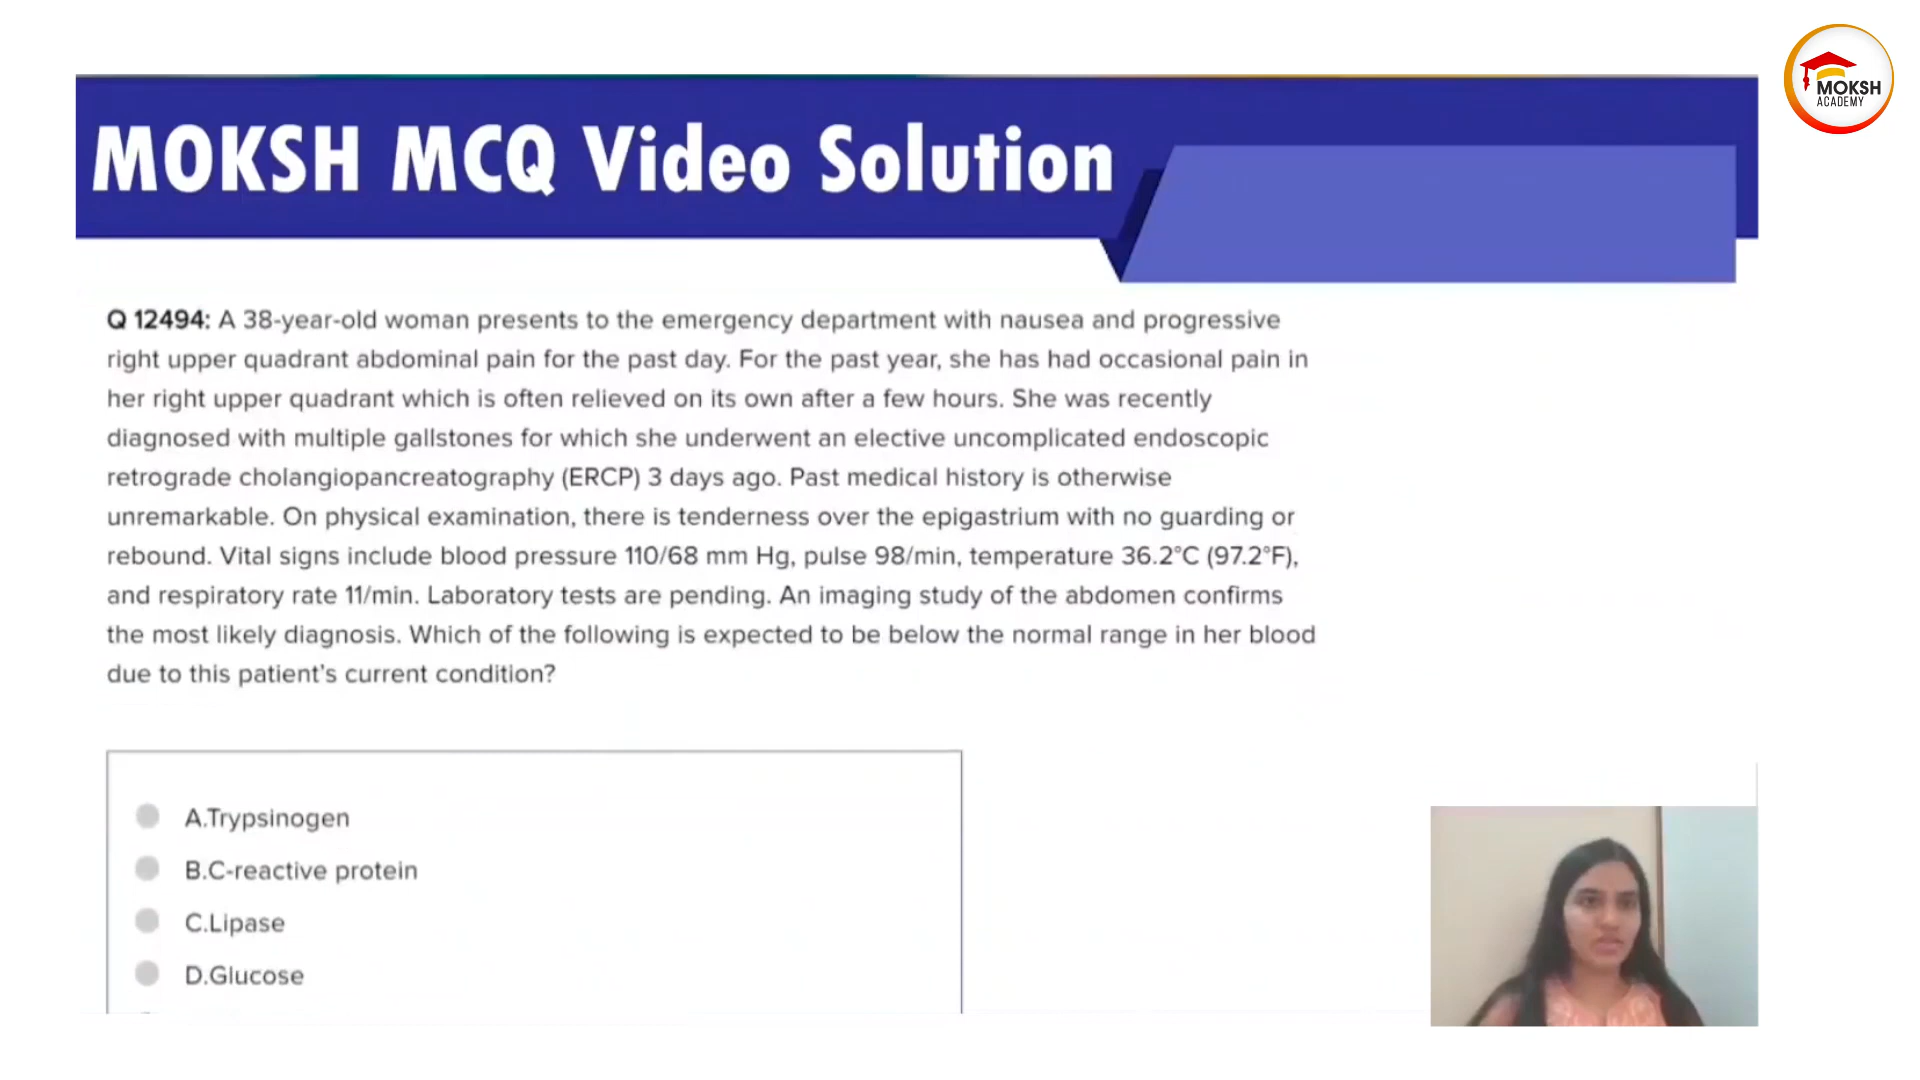 MOKSH
ACADEMY
MOKSH MCQ Video Solution
Q 12494: A 38-year-old woman presents to the emergency department with nausea and progressive
right upper quadrant abdominal pain for the past day. For the past year, she has had occasional pain in
her right upper quadrant which is often relieved on its own after a few hours. She was recently
diagnosed with multiple gallstones for which she underwent an elective uncomplicated endoscopic
retrograde cholangiopancreatography (ERCP) 3 days ago. Past medical history is otherwise
unremarkable. On physical examination, there is tenderness over the epigastrium with no guarding or
rebound. Vital signs include blood pressure 110/68 mm Hg, pulse 98/min, temperature 36.2°C (97.2°F),
and respiratory rate 11/min. Laboratory tests are pending. An imaging study of the abdomen confirms
the most likely diagnosis. Which of the following is expected to be below the normal range in her blood
due to this patient's current condition?
A.Trypsinogen
B.C-reactive protein
C.Lipase
D.Glucose